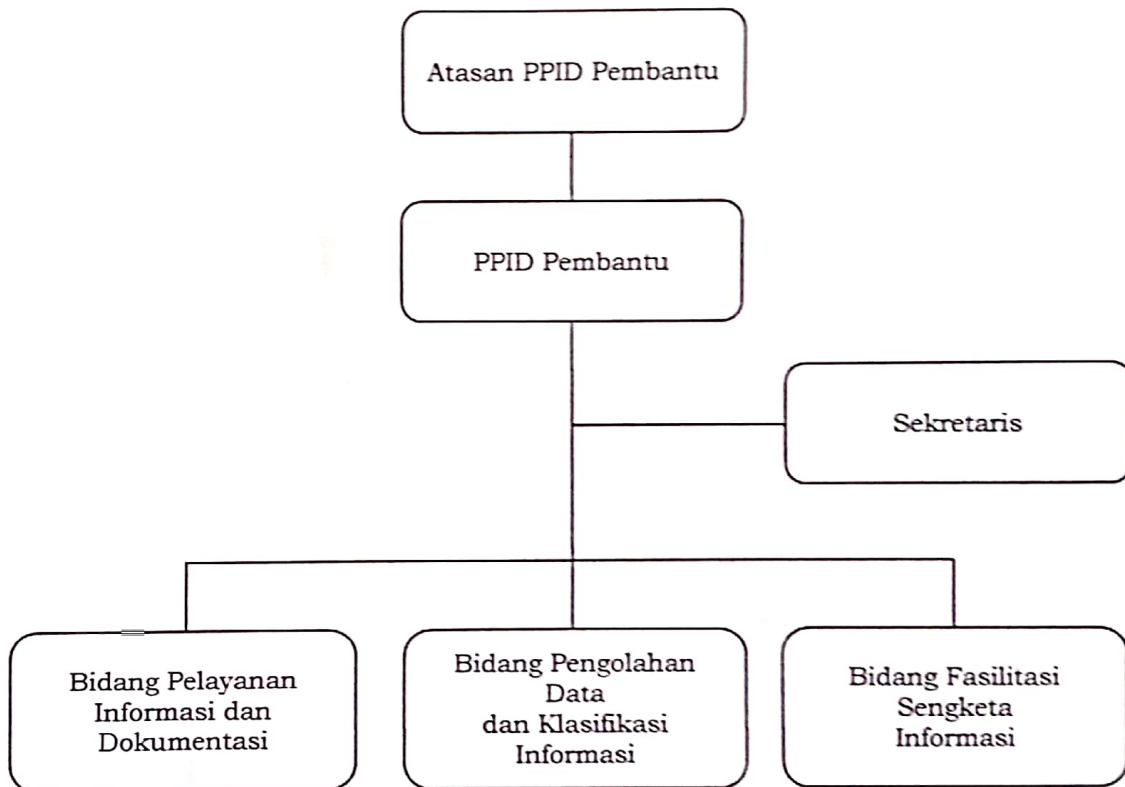 Atasan PPID Pembantu
PPID Pembantu
Sekretaris
Bidang Pelayanan
Informasi dan
Dokumentasi
Bidang Pengolahan
Data
dan Klasifikasi
Informasi
Bidang Fasilitasi
Sengketa
Informasi